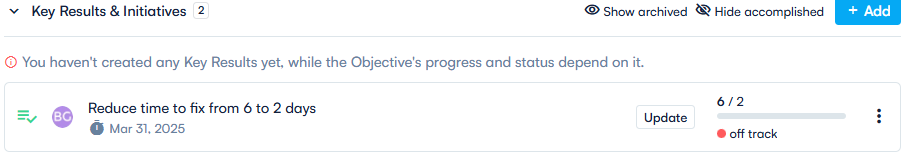 Key Results & Initiatives 2 Show archived Hide accomplished + Add
You haven't created any Key Results yet, while the Objective's progress and status depend on it.
BG Reduce time to fix from 6 to 2 days Update 6 / 2
Mar 31, 2025 off track